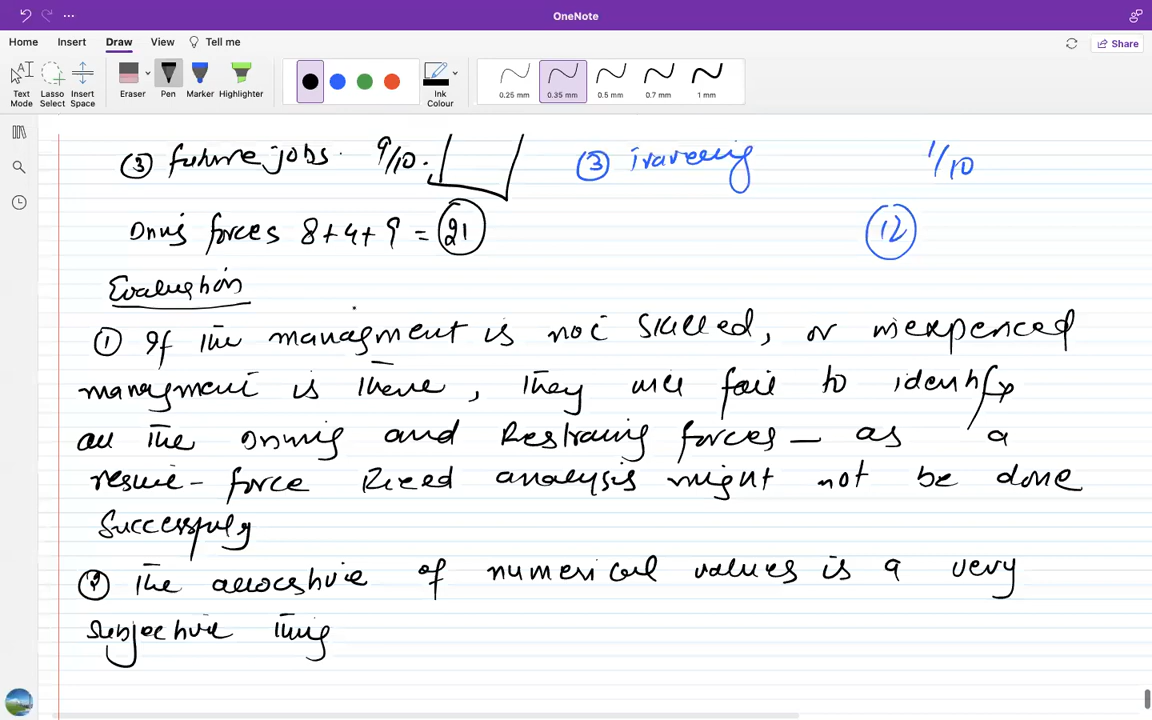 OneNote
Home Insert Draw View Tell me
Share
Text Mode
Lasso Select
Insert Space
Eraser
Pen
Marker
Highlighter
Ink Colour
0.25 mm
0.35 mm
0.5 mm
0.7 mm
1 mm
③ future jobs. 9/10. ③ Travelling 1/10
Driving forces 8+4+9 = 21 12
Evaluation
① If the managment is not skilled, or inexperienced
managment is there, they will fail to identify
all the Driving and Restraing forces — as a
result - force Field analysis might not be done
successfully
② The allocative of numerical values is a very
subjective thing